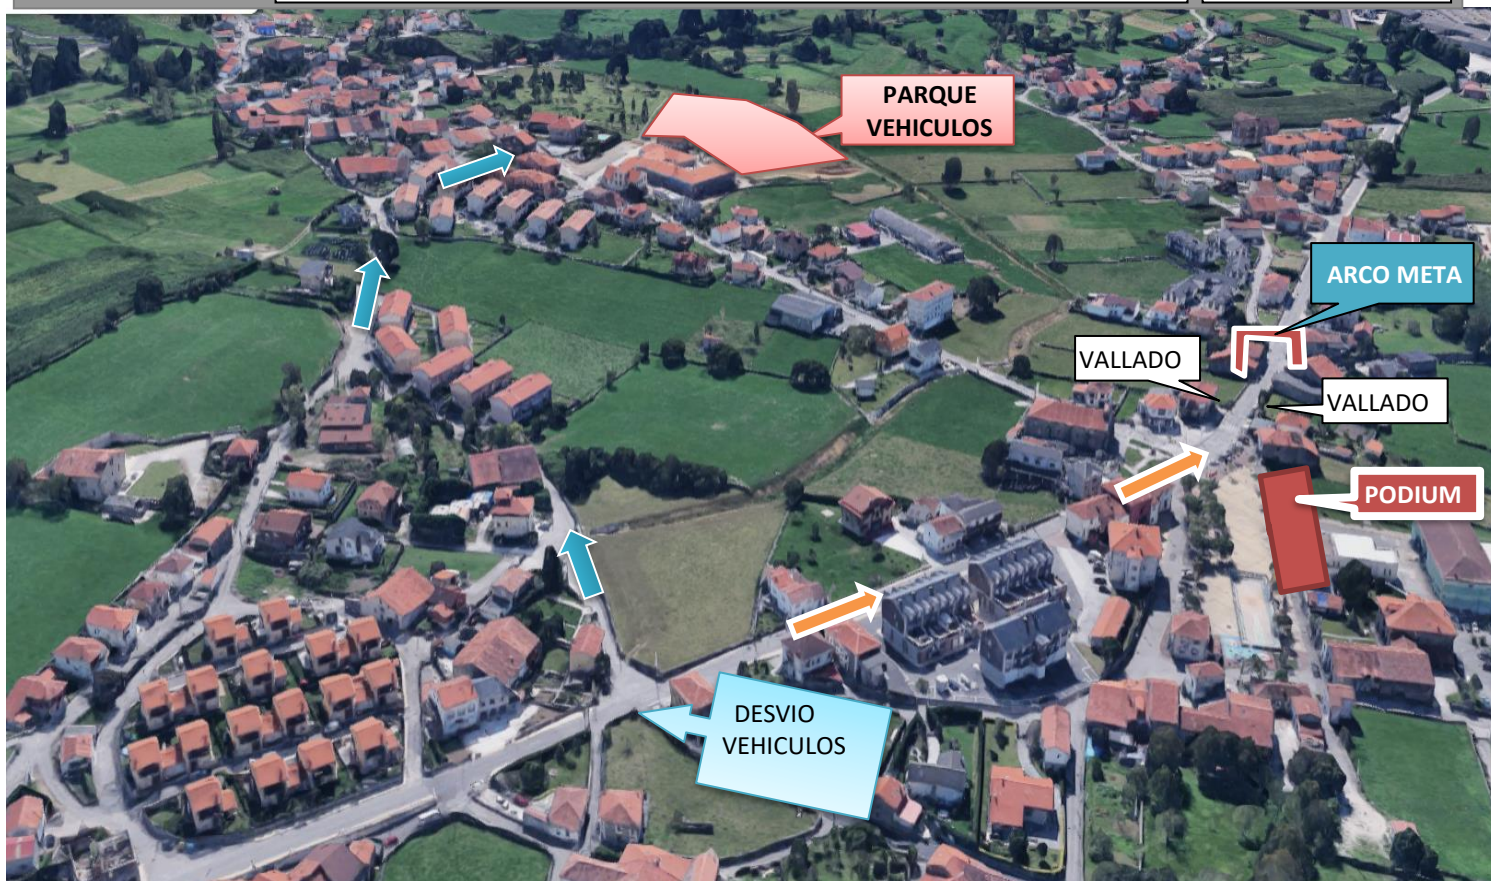 PARQUE
VEHICULOS
ARCO META
VALLADO
VALLADO
PODIUM
DESVIO
VEHICULOS